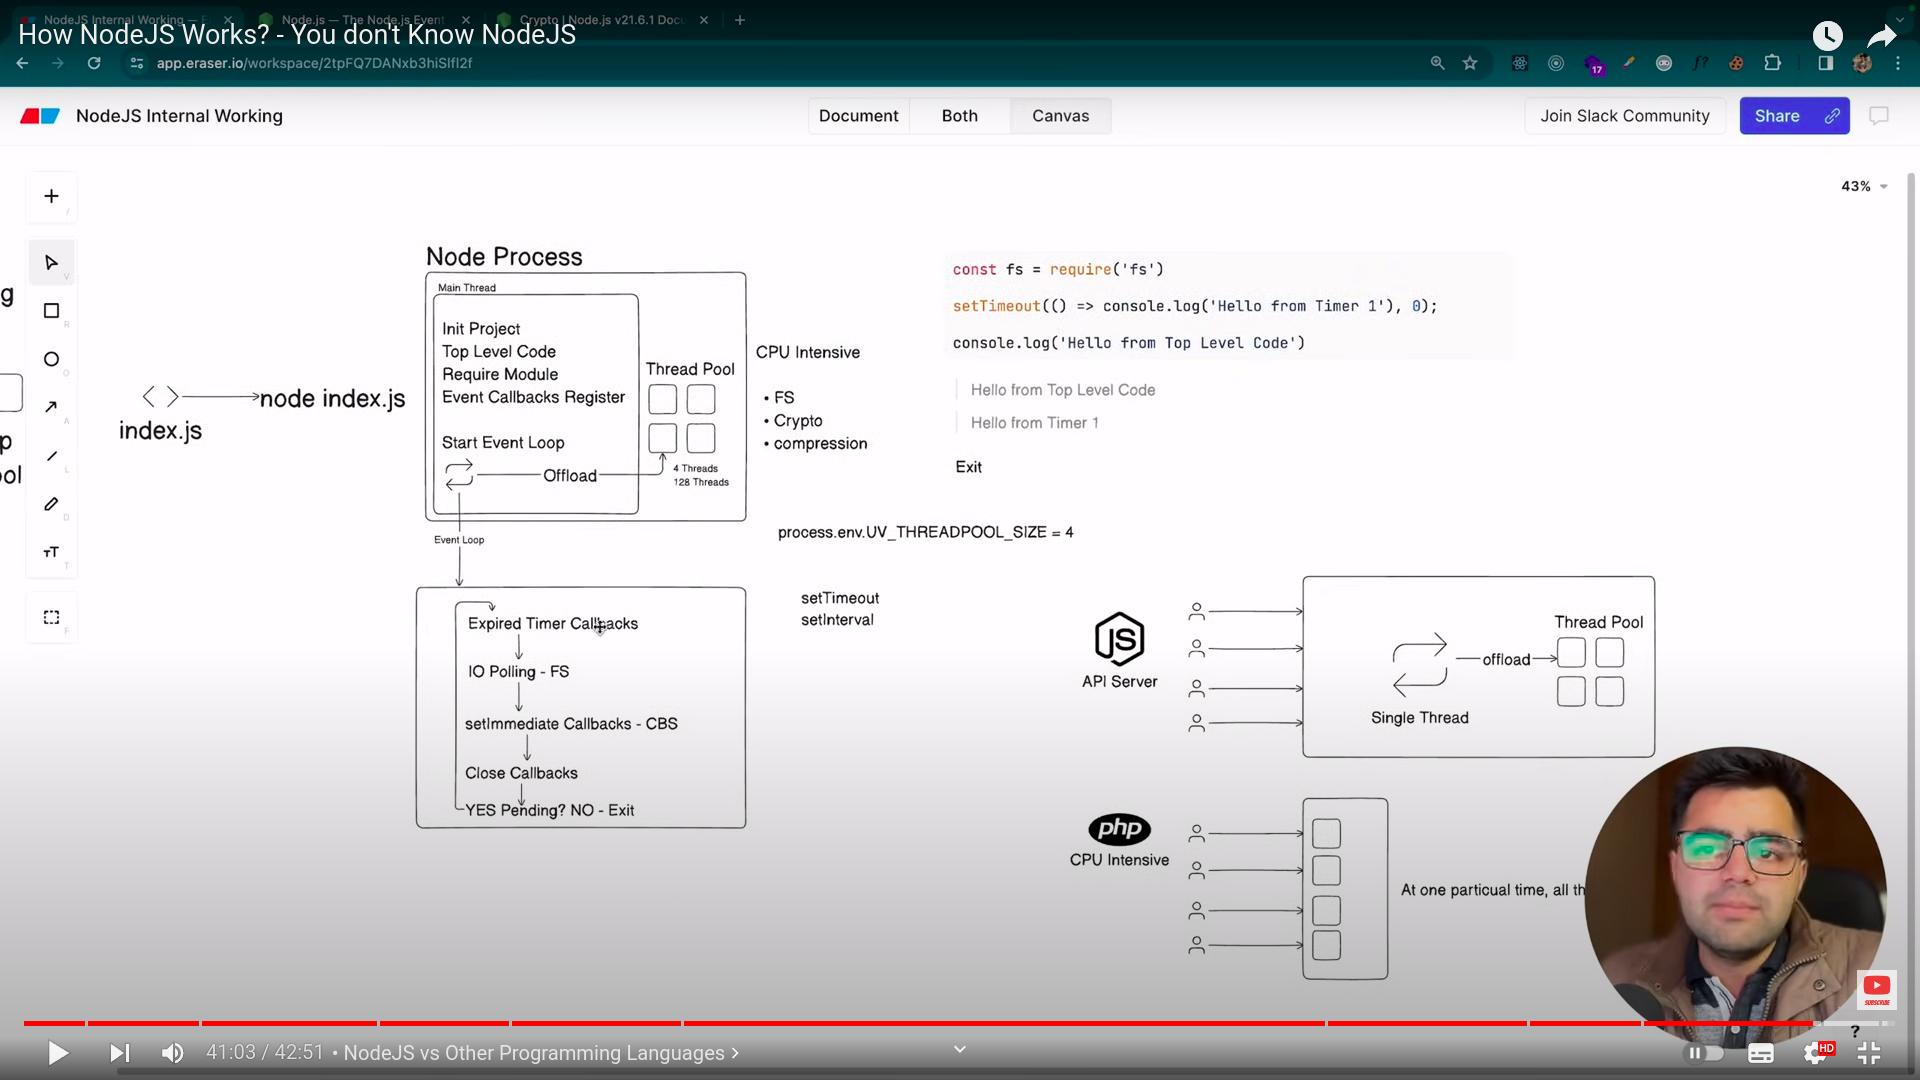 NodeJS Internal Working —
Node.js — The Node.js Event
Crypto | Node.js v21.6.1 Doc
How NodeJS Works? - You don't Know NodeJS
app.eraser.io/workspace/2tpFQ7DANxb3hiSlfl2f
17
NodeJS Internal Working
Document
Both
Canvas
Join Slack Community
Share
43%
g
p
ool
Node Process
Main Thread
Init Project
Top Level Code
Require Module
Event Callbacks Register
Start Event Loop
Offload
Thread Pool
4 Threads
128 Threads
CPU Intensive
• FS
• Crypto
• compression
index.js
node index.js
const fs = require('fs')
setTimeout(() => console.log('Hello from Timer 1'), 0);
console.log('Hello from Top Level Code')
Hello from Top Level Code
Hello from Timer 1
Exit
process.env.UV_THREADPOOL_SIZE = 4
Event Loop
Expired Timer Callbacks
IO Polling - FS
setImmediate Callbacks - CBS
Close Callbacks
YES Pending? NO - Exit
setTimeout
setInterval
JS
API Server
offload
Thread Pool
Single Thread
php
CPU Intensive
At one particual time, all th
SUBSCRIBE
?
41:03 / 42:51 • NodeJS vs Other Programming Languages
HD